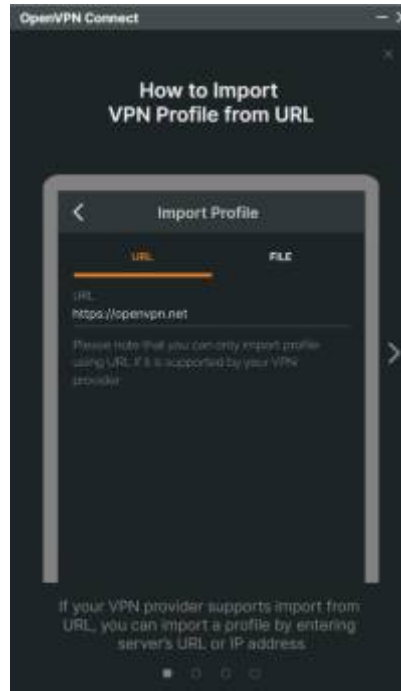 OpenVPN Connect
How to Import
VPN Profile from URL
Import Profile
URL
FILE
URL
https://openvpn.net
Please note that you can only import profile
using URL if it is supported by your VPN
provider
If your VPN provider supports import from
URL, you can import a profile by entering
server's URL or IP address